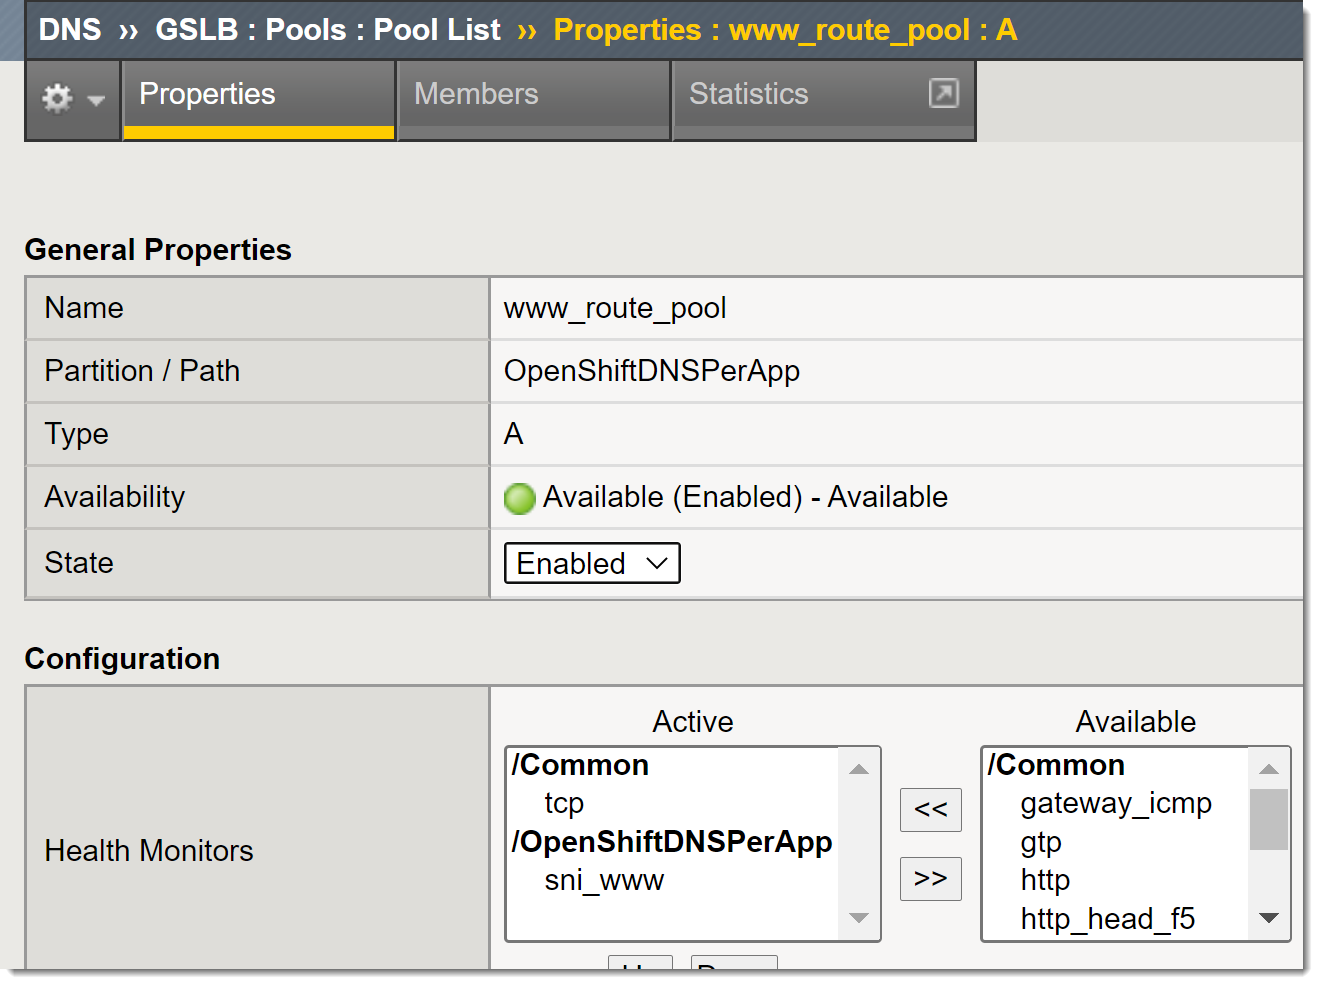 DNS ›› GSLB : Pools : Pool List ›› Properties : www_route_pool : A
Properties
Members
Statistics
General Properties
Name
www_route_pool
Partition / Path
OpenShiftDNSPerApp
Type
A
Availability
Available (Enabled) - Available
State
Enabled
Configuration
Health Monitors
Active
/Common
tcp
/OpenShiftDNSPerApp
sni_www
<<
>>
Available
/Common
gateway_icmp
gtp
http
http_head_f5